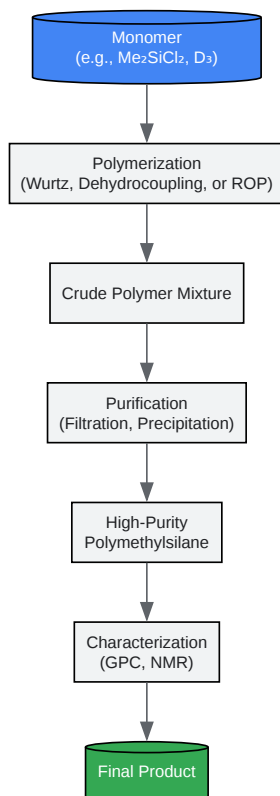 Monomer
(e.g., Me₂SiCl₂, D₃)
Polymerization
(Wurtz, Dehydrocoupling, or ROP)
Crude Polymer Mixture
Purification
(Filtration, Precipitation)
High-Purity
Polymethylsilane
Characterization
(GPC, NMR)
Final Product